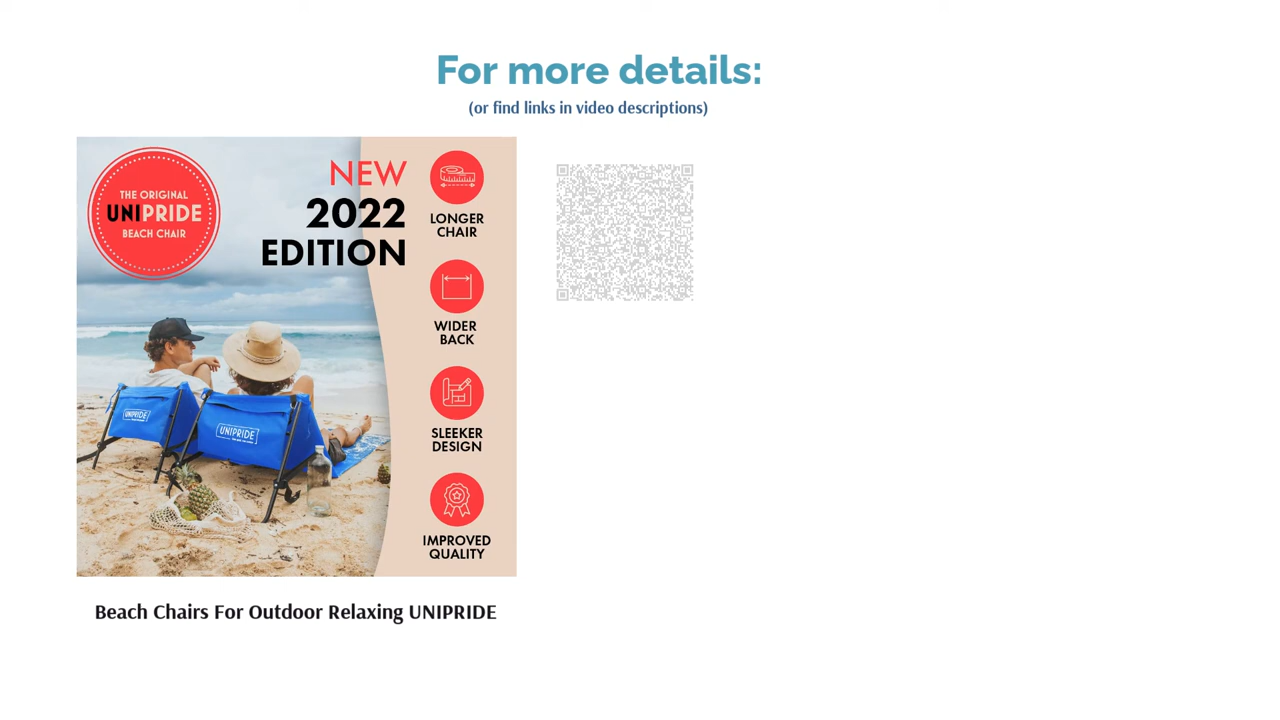 For more details:
(or find links in video descriptions)
THE ORIGINAL
UNIPRIDE
BEACH CHAIR
NEW
2022
EDITION
LONGER
CHAIR
WIDER
BACK
SLEEKER
DESIGN
IMPROVED
QUALITY
UNIPRIDE
UNIPRIDE
Beach Chairs For Outdoor Relaxing UNIPRIDE